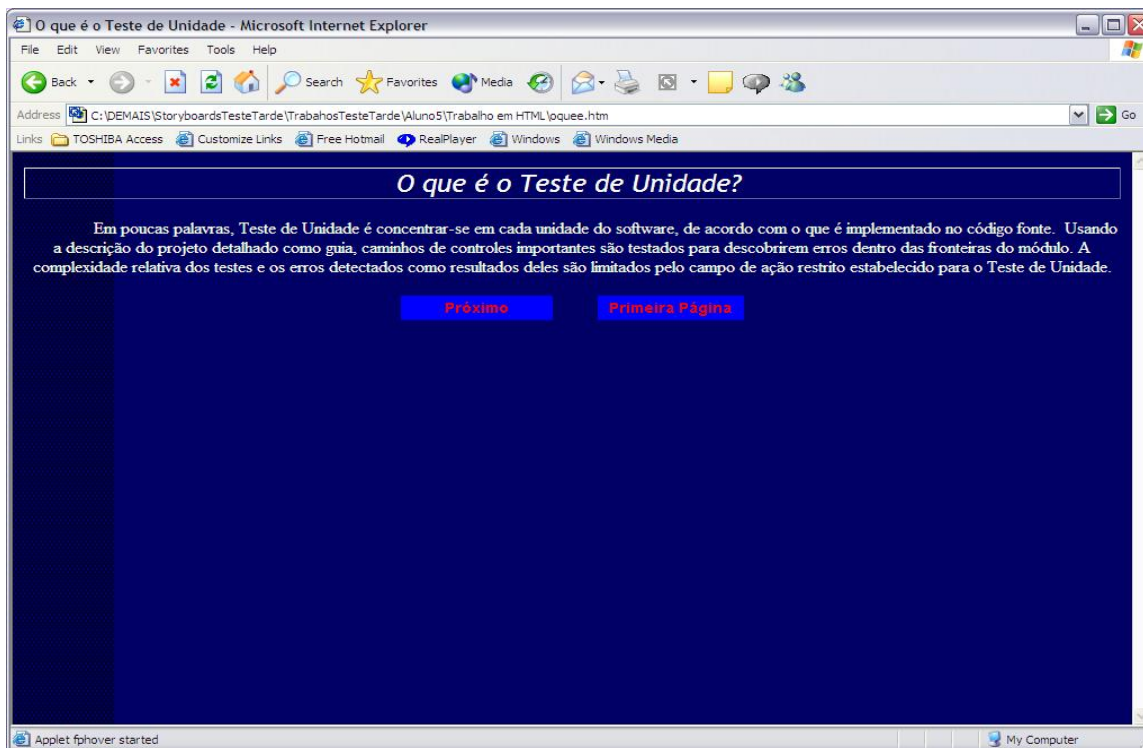 O que é o Teste de Unidade - Microsoft Internet Explorer
File Edit View Favorites Tools Help
Back Search Favorites Media
Address C:\DEMAIS\StoryboardsTesteTarde\TrabahosTesteTarde\Aluno5\Trabalho em HTML\oquee.htm Go
Links TOSHIBA Access Customize Links Free Hotmail RealPlayer Windows Windows Media
O que é o Teste de Unidade?
Em poucas palavras, Teste de Unidade é concentrar-se em cada unidade do software, de acordo com o que é implementado no código fonte. Usando
a descrição do projeto detalhado como guia, caminhos de controles importantes são testados para descobrirem erros dentro das fronteiras do módulo. A
complexidade relativa dos testes e os erros detectados como resultados deles são limitados pelo campo de ação restrito estabelecido para o Teste de Unidade.
Próximo Primeira Página
Applet fphover started My Computer